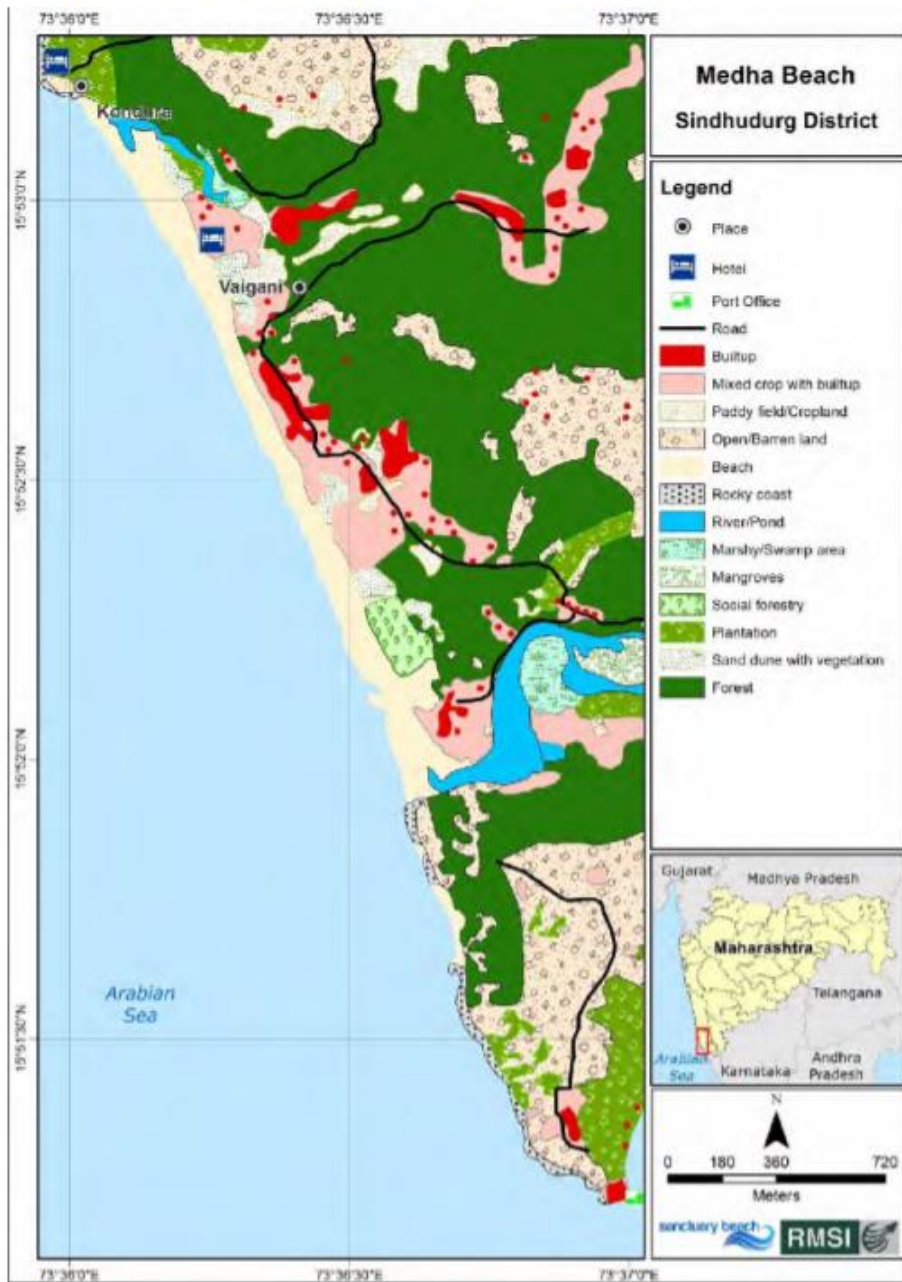 73°36'0"E 73°36'30"E 73°37'0"E
Medha Beach
Sindhudurg District
Kondura
15°53'0"N
Vaigani
15°52'30"N
15°52'0"N
15°51'30"N
Arabian
Sea
Legend
Place
Hotel
Port Office
Road
Builtup
Mixed crop with builtup
Paddy field/Cropland
Open/Barren land
Beach
Rocky coast
River/Pond
Marshy/Swamp area
Mangroves
Social forestry
Plantation
Sand dune with vegetation
Forest
Gujarat
Madhya Pradesh
Maharashtra
Telangana
Arabian
Sea
Karnataka
Andhra
Pradesh
N
0 180 360 720
Meters
sanctuary beach
RMSI
73°36'0"E 73°36'30"E 73°37'0"E